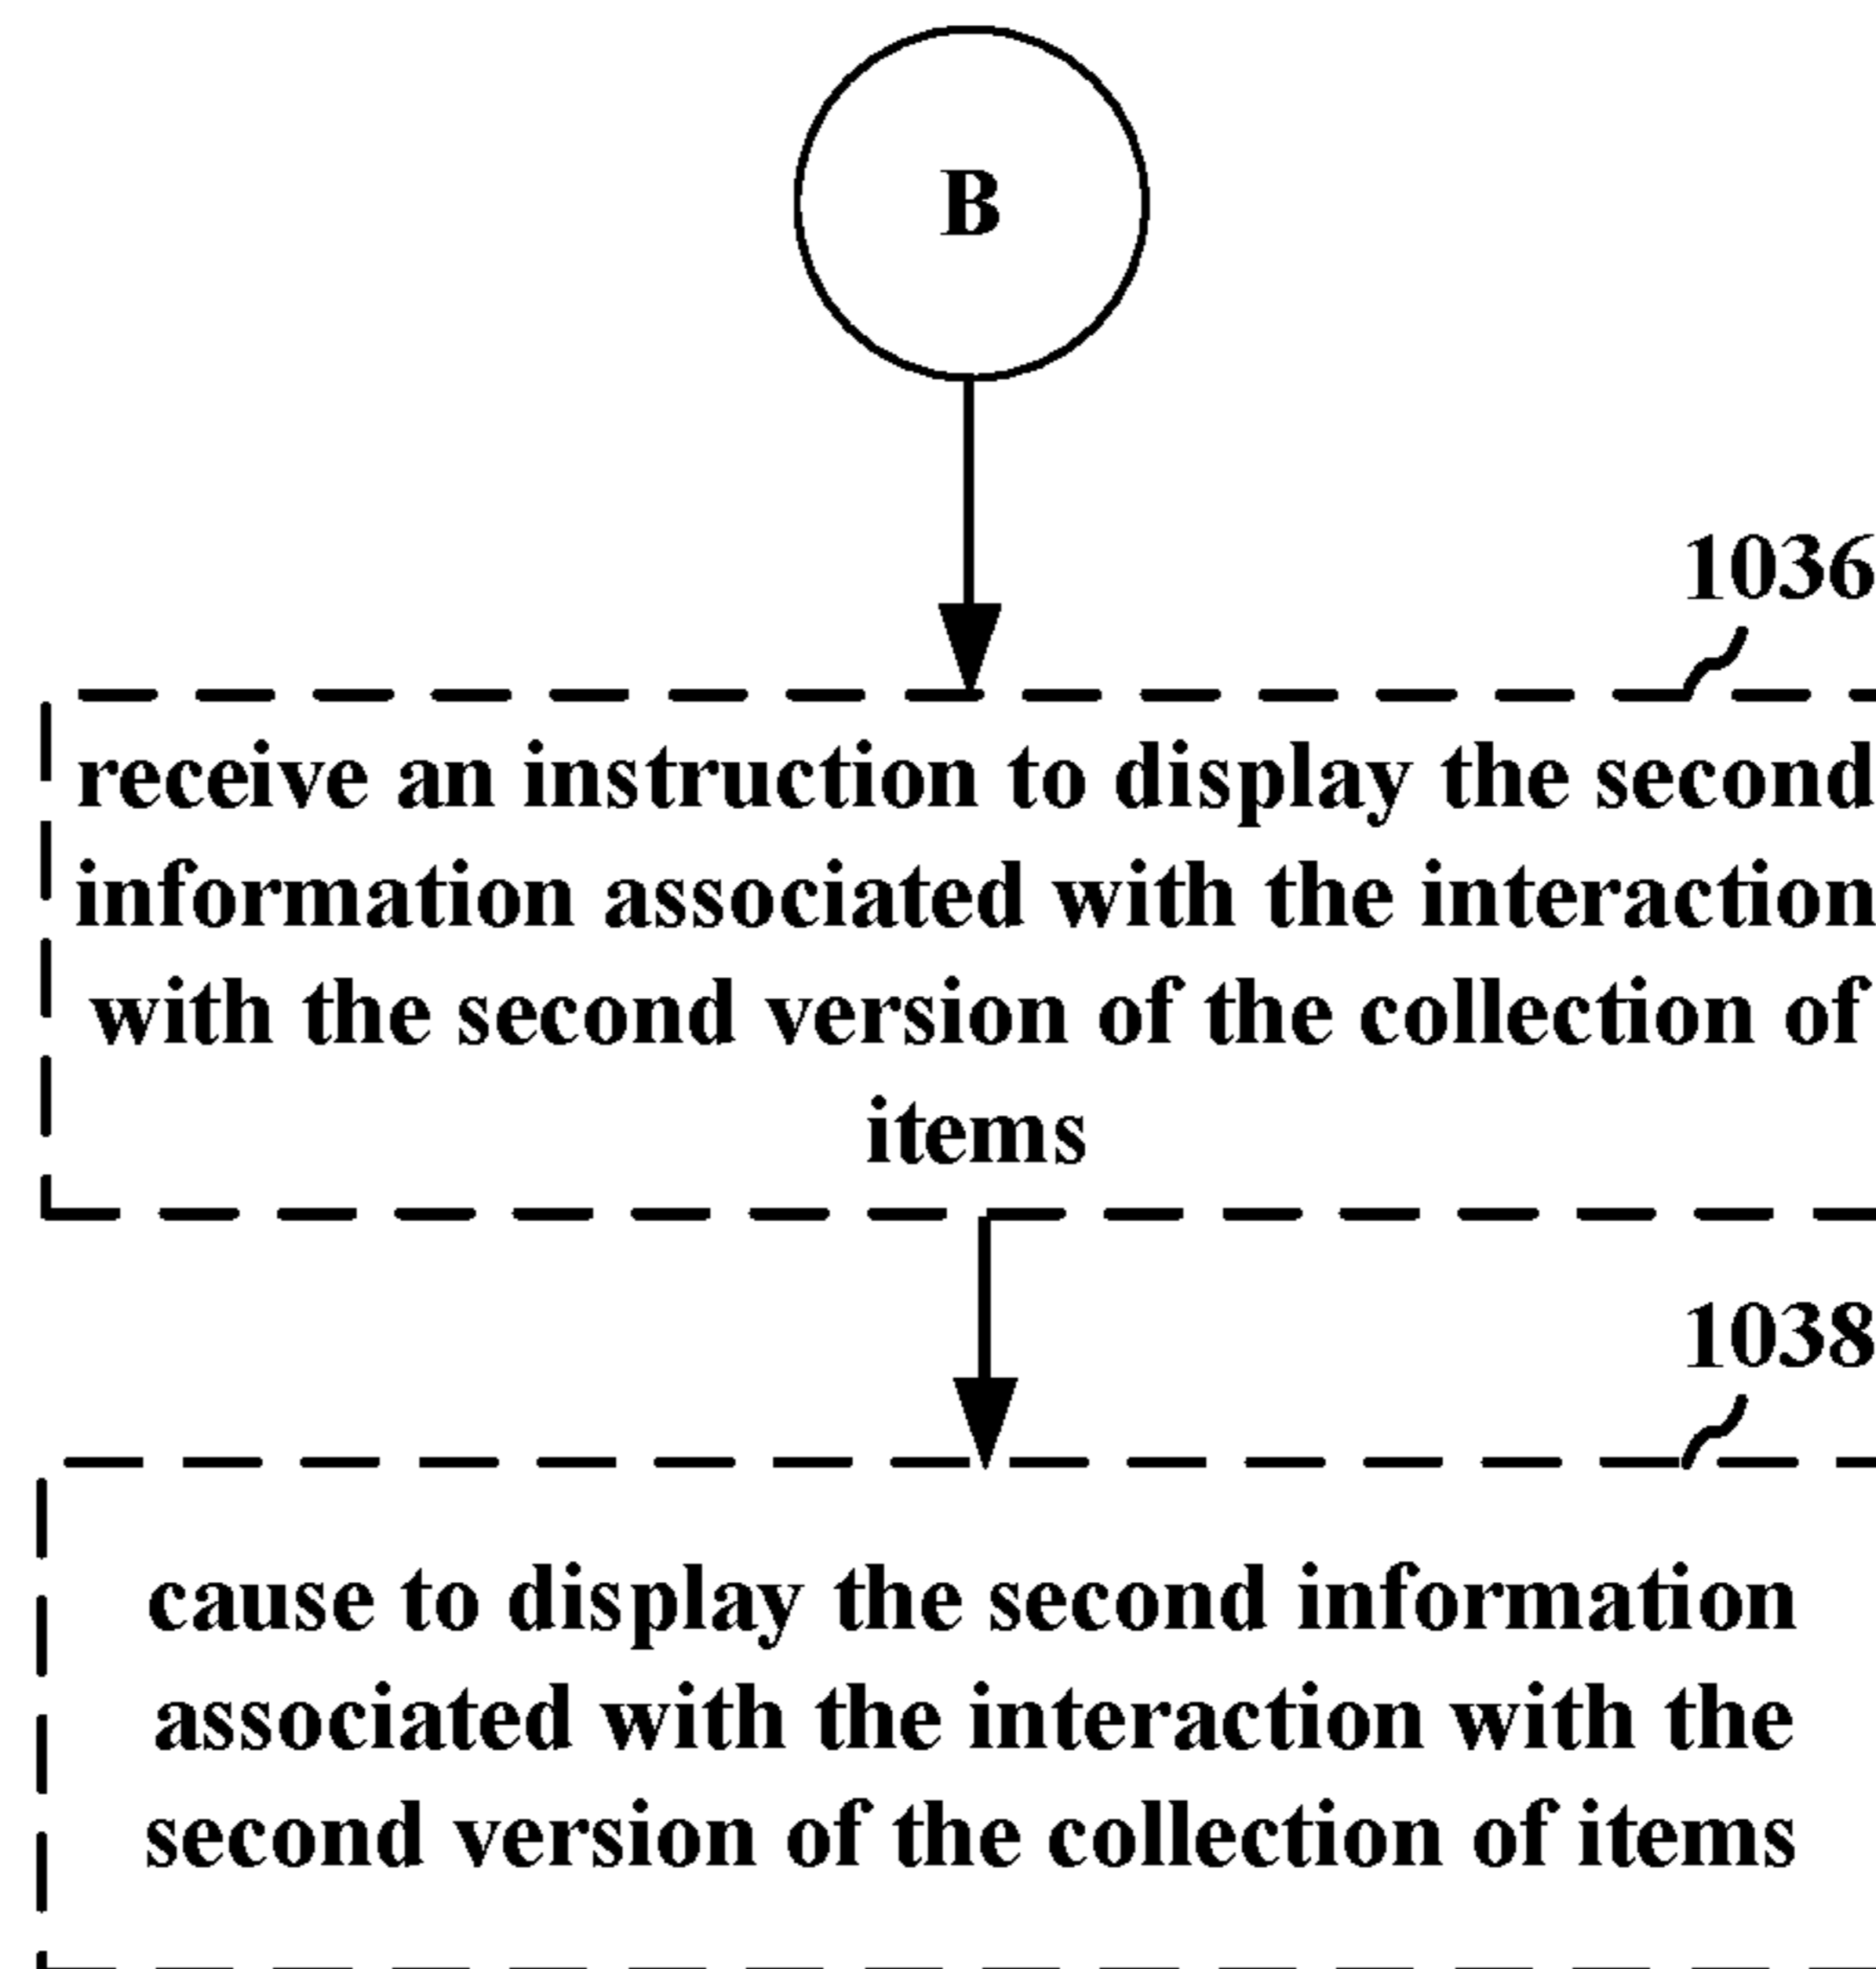 B
1036
receive an instruction to display the second
information associated with the interaction
with the second version of the collection of
items
1038
cause to display the second information
associated with the interaction with the
second version of the collection of items